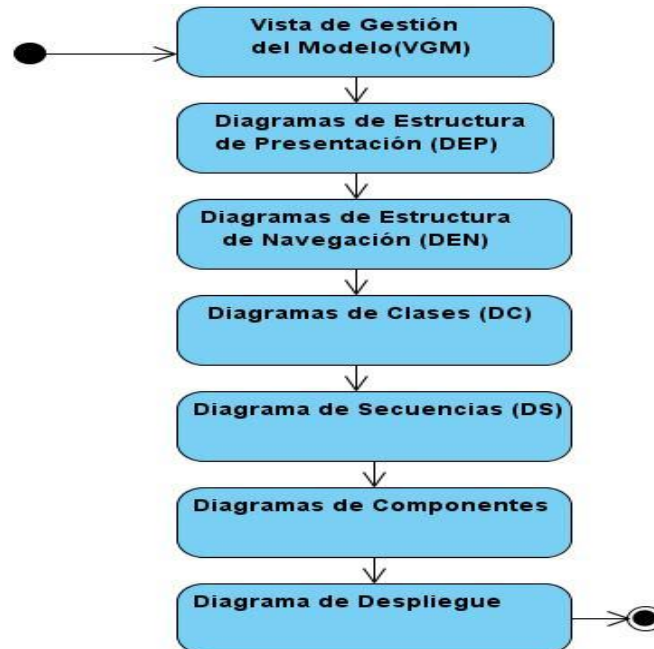 Vista de Gestión
del Modelo(VGM)
Diagramas de Estructura
de Presentación (DEP)
Diagramas de Estructura
de Navegación (DEN)
Diagramas de Clases (DC)
Diagrama de Secuencias (DS)
Diagramas de Componentes
Diagrama de Despliegue